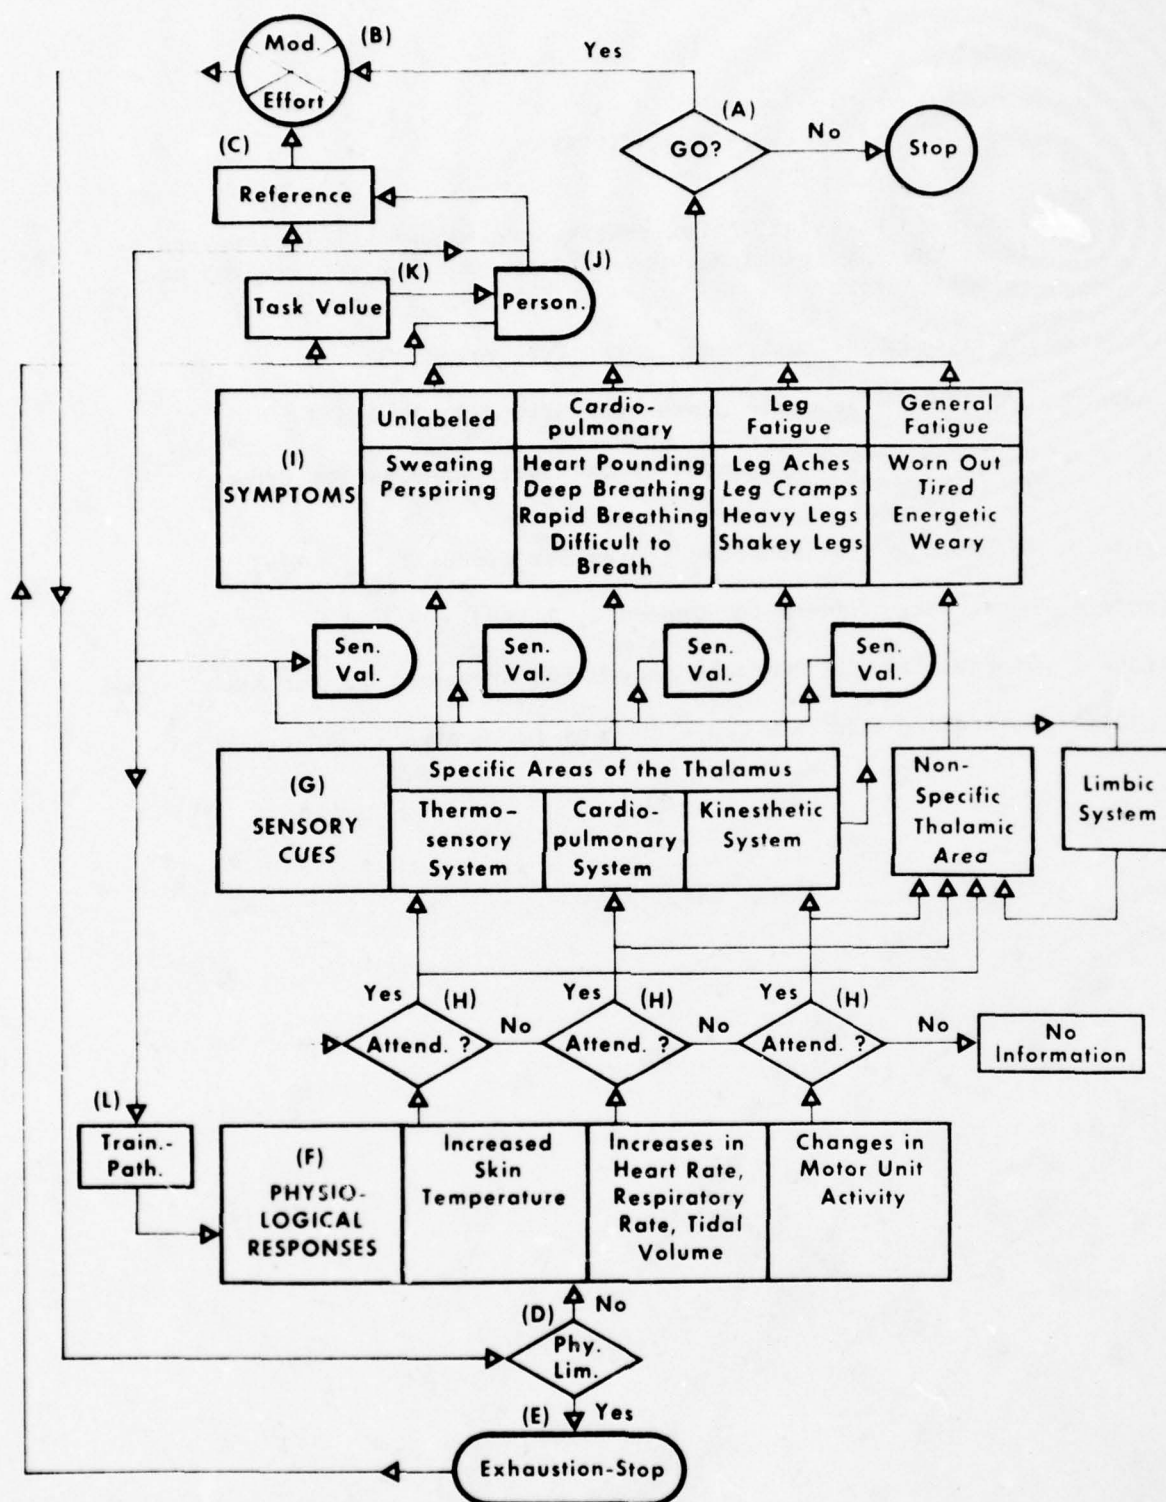 Mod.
Effort
(B)
Yes
(A)
GO?
No
Stop
(C)
Reference
(K)
(J)
Task Value
Person.
(I)
SYMPTOMS
Unlabeled
Sweating
Perspiring
Cardio-
pulmonary
Heart Pounding
Deep Breathing
Rapid Breathing
Difficult to
Breath
Leg
Fatigue
Leg Aches
Leg Cramps
Heavy Legs
Shakey Legs
General
Fatigue
Worn Out
Tired
Energetic
Weary
Sen.
Val.
Sen.
Val.
Sen.
Val.
Sen.
Val.
(G)
SENSORY
CUES
Specific Areas of the Thalamus
Thermo-
sensory
System
Cardio-
pulmonary
System
Kinesthetic
System
Non-
Specific
Thalamic
Area
Limbic
System
Yes
(H)
Attend. ?
No
Yes
(H)
Attend. ?
No
Yes
(H)
Attend. ?
No
No
Information
(L)
Train.-
Path.
(F)
PHYSIO-
LOGICAL
RESPONSES
Increased
Skin
Temperature
Increases in
Heart Rate,
Respiratory
Rate, Tidal
Volume
Changes in
Motor Unit
Activity
(D)
No
Phy.
Lim.
(E)
Yes
Exhaustion-Stop